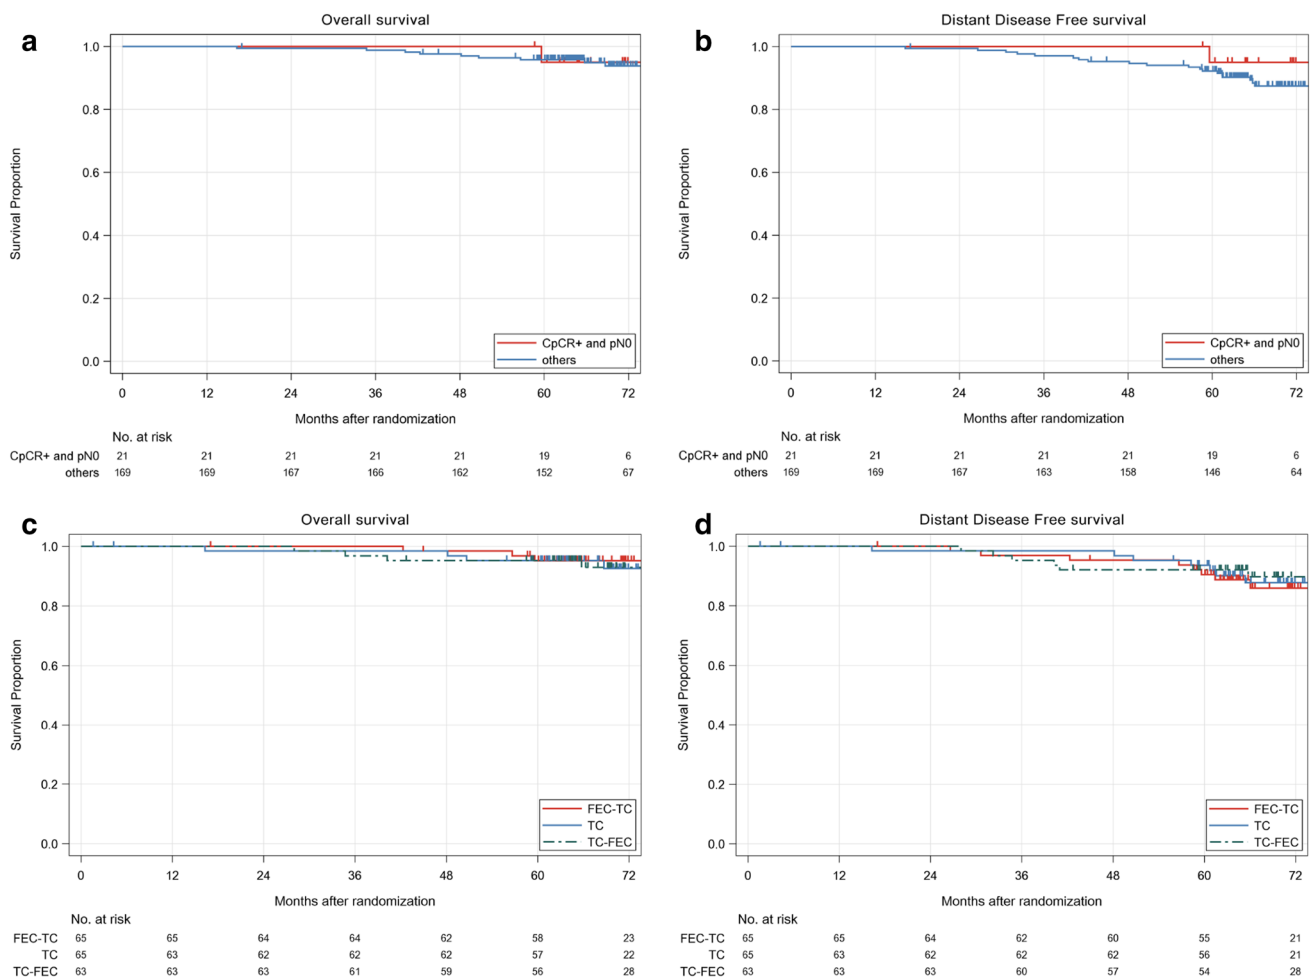 a
Overall survival
1.0
0.8
0.6
0.4
0.2
0.0
Survival Proportion
CpCR+ and pN0
others
0 12 24 36 48 60 72
Months after randomization
No. at risk
CpCR+ and pN0 21 21 21 21 21 19 6
others 169 169 167 166 162 152 67
b
Distant Disease Free survival
1.0
0.8
0.6
0.4
0.2
0.0
Survival Proportion
CpCR+ and pN0
others
0 12 24 36 48 60 72
Months after randomization
No. at risk
CpCR+ and pN0 21 21 21 21 21 19 6
others 169 169 167 163 158 146 64
c
Overall survival
1.0
0.8
0.6
0.4
0.2
0.0
Survival Proportion
FEC-TC
TC
TC-FEC
0 12 24 36 48 60 72
Months after randomization
No. at risk
FEC-TC 65 65 64 64 62 58 23
TC 65 63 62 62 62 57 22
TC-FEC 63 63 63 61 59 56 28
d
Distant Disease Free survival
1.0
0.8
0.6
0.4
0.2
0.0
Survival Proportion
FEC-TC
TC
TC-FEC
0 12 24 36 48 60 72
Months after randomization
No. at risk
FEC-TC 65 65 64 62 60 55 21
TC 65 63 62 62 62 56 21
TC-FEC 63 63 63 60 57 54 28